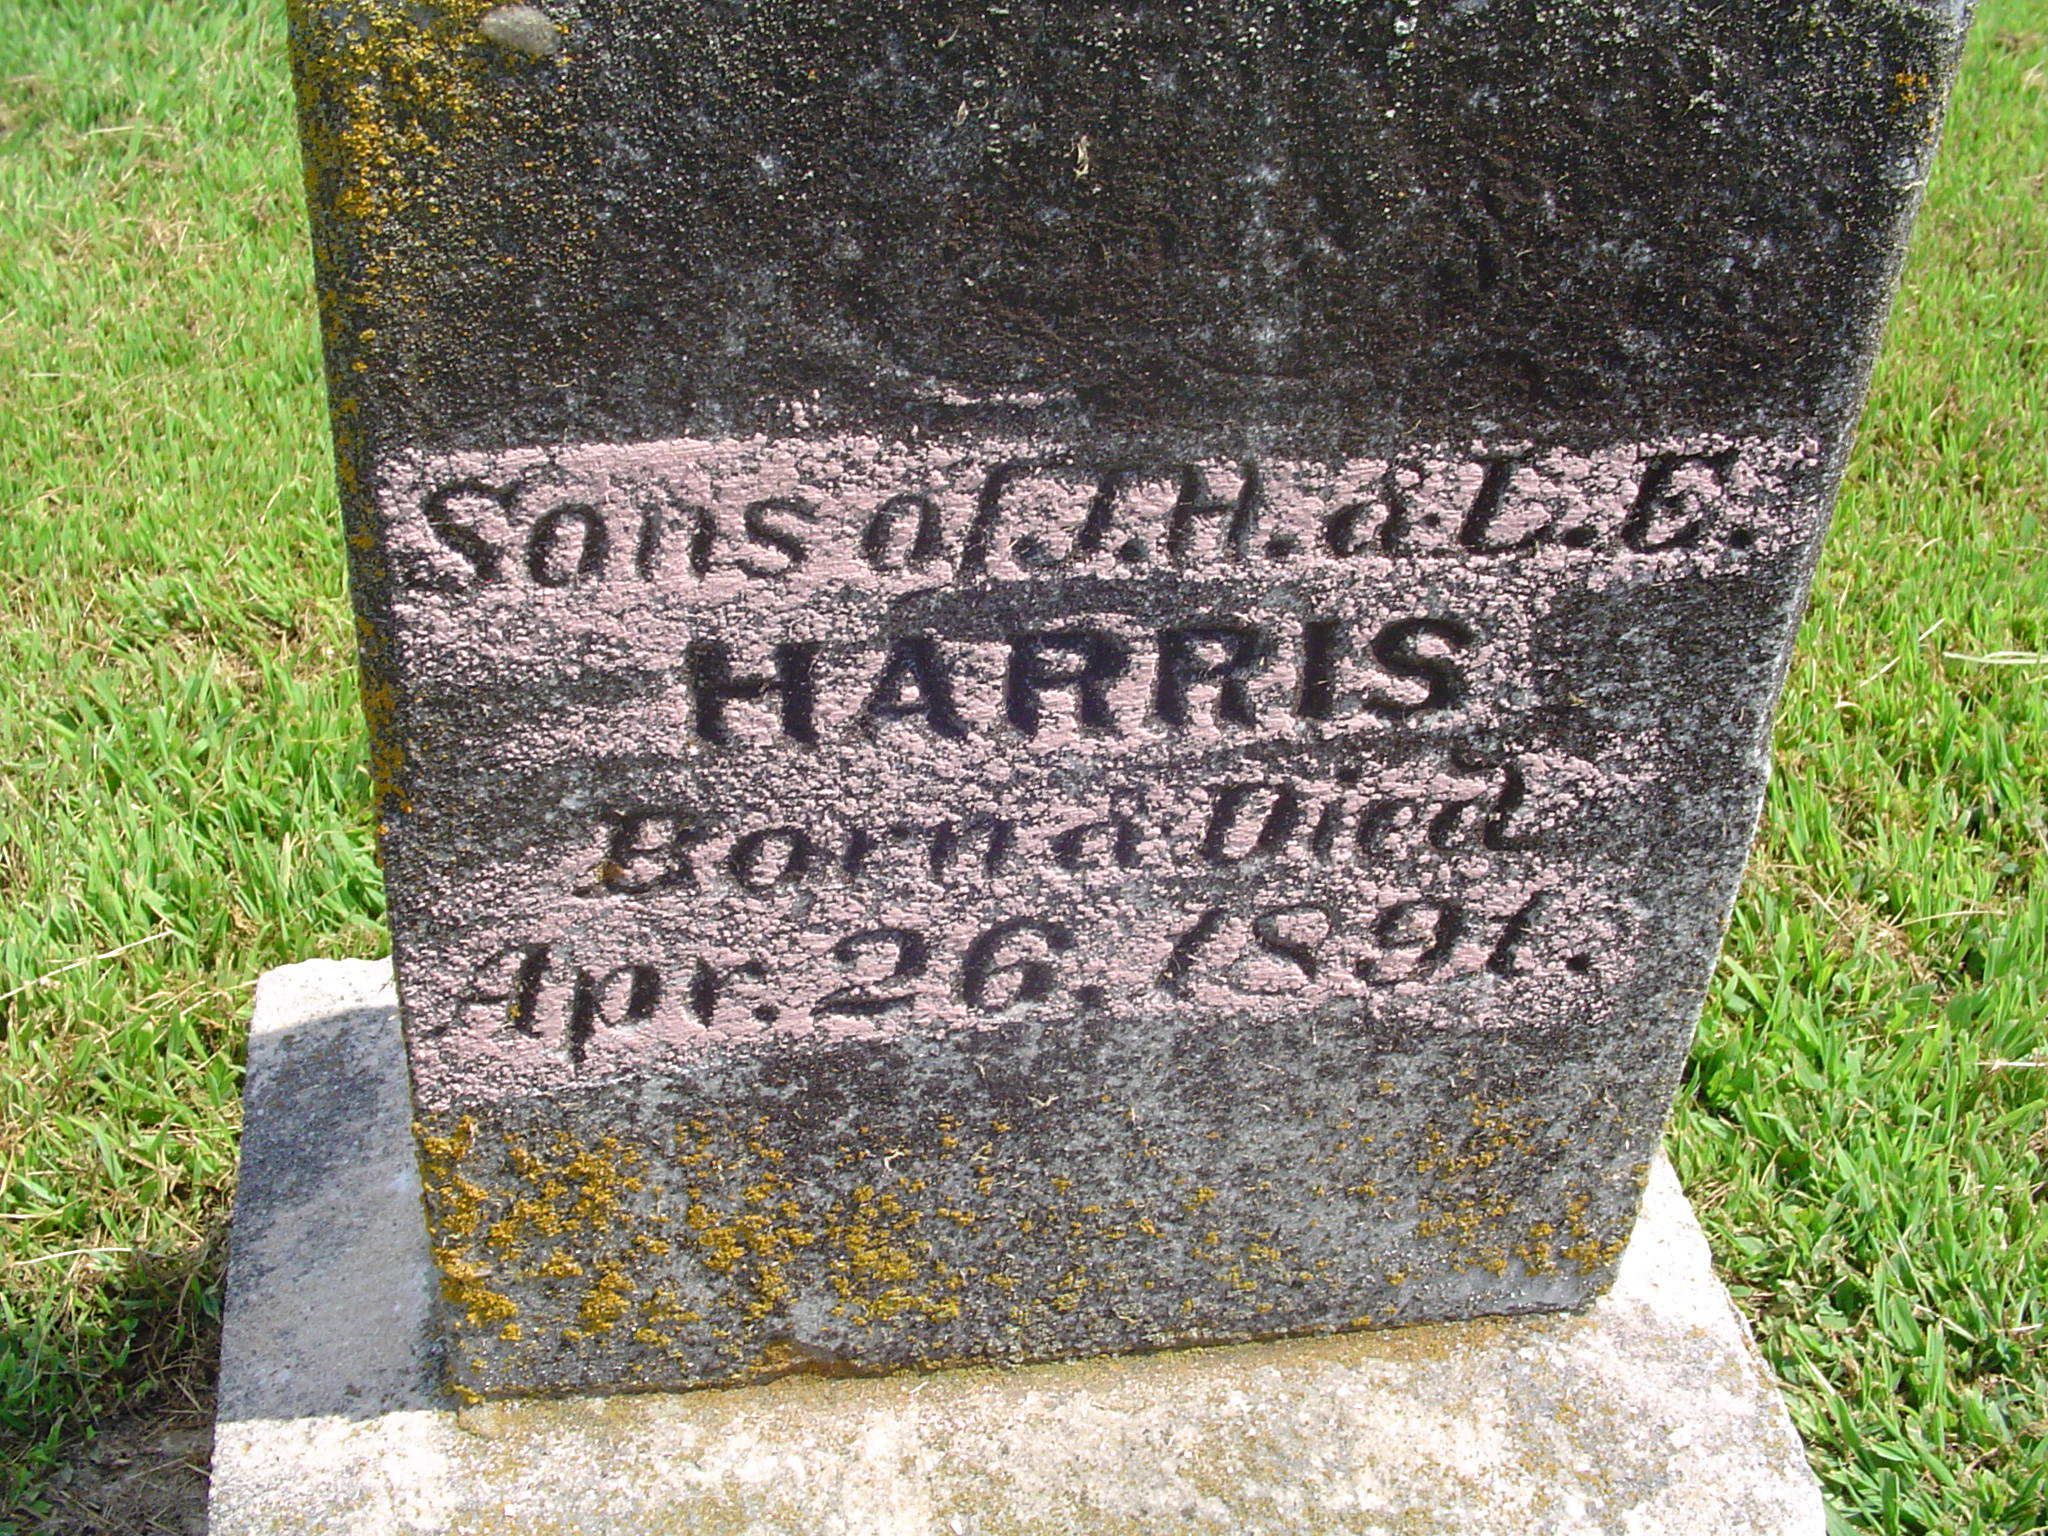 Sons of J.H. & L.E.
HARRIS
Born & Died
Apr. 26, 1891.